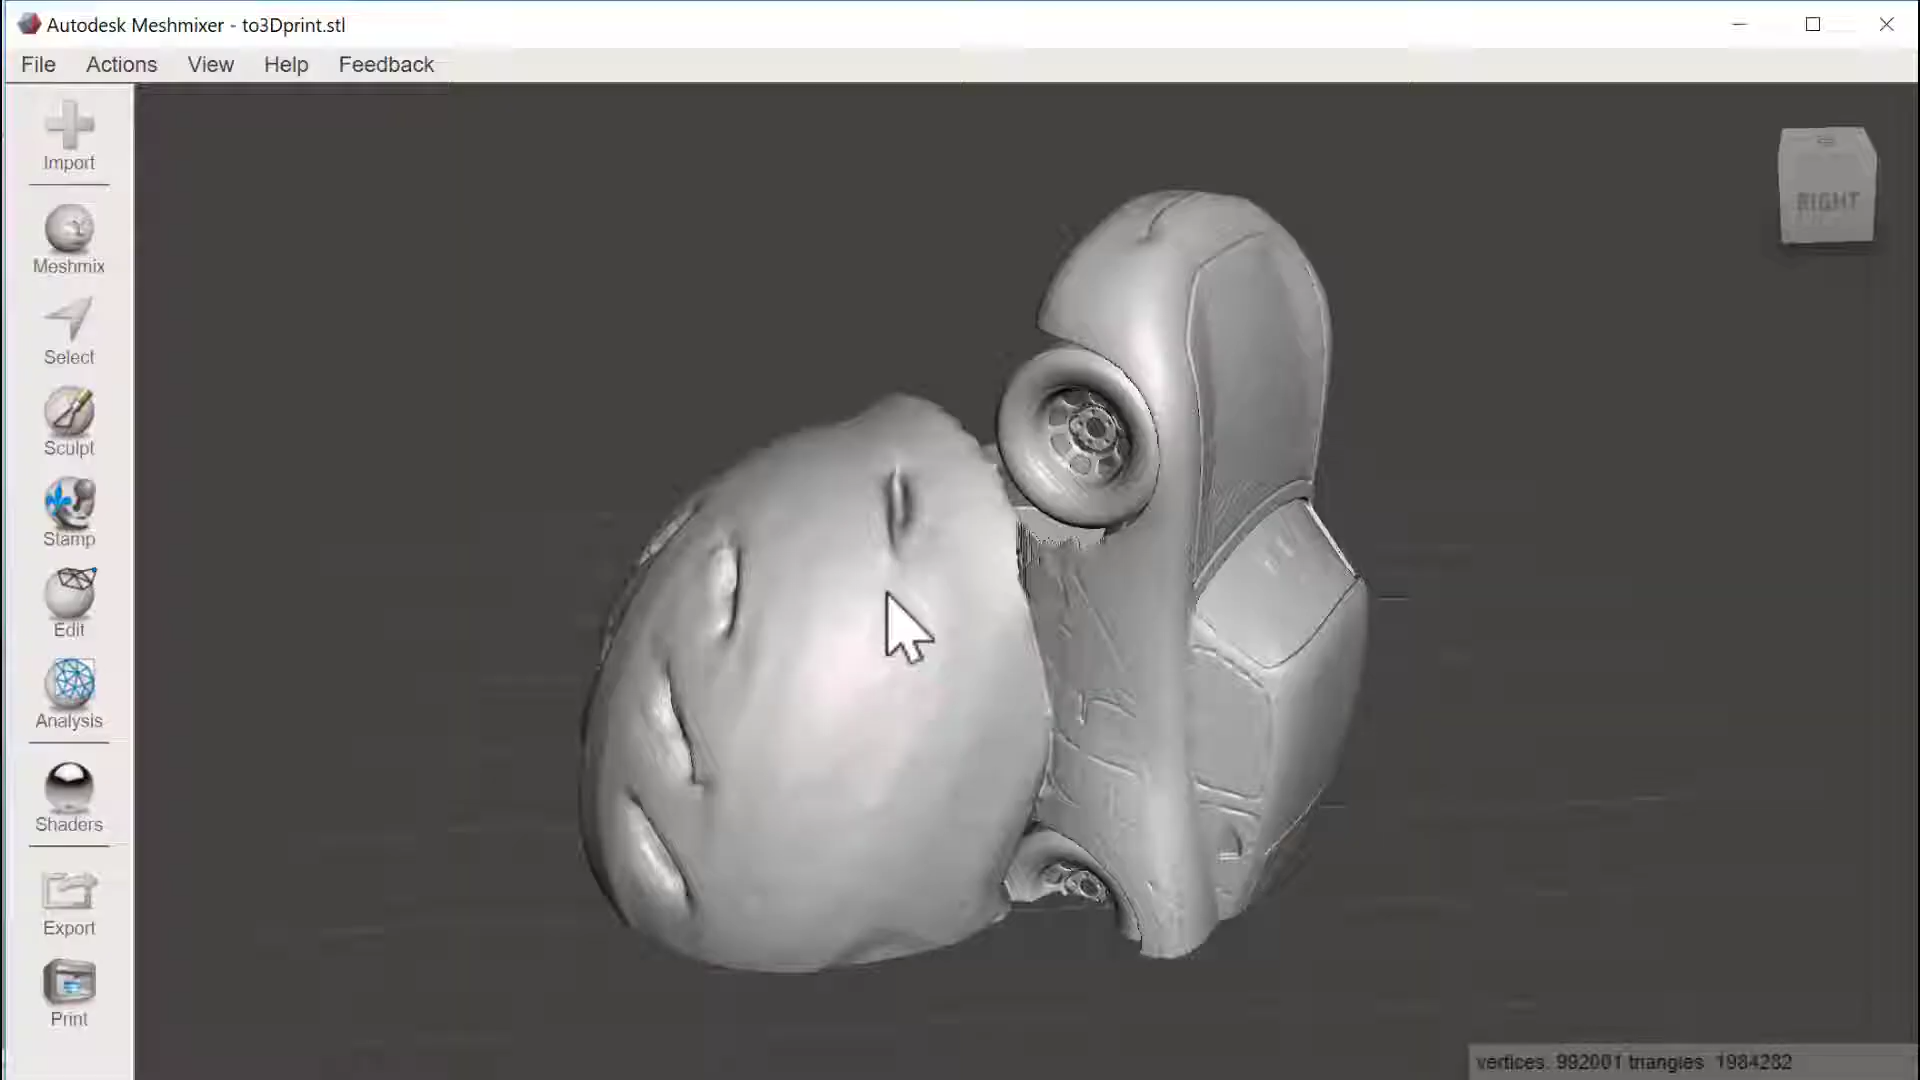 Autodesk Meshmixer - to3Dprint.stl
File Actions View Help Feedback
Import
Meshmix
Select
Sculpt
Stamp
Edit
Analysis
Shaders
Export
Print
RIGHT
vertices. 992001 triangles 1984282